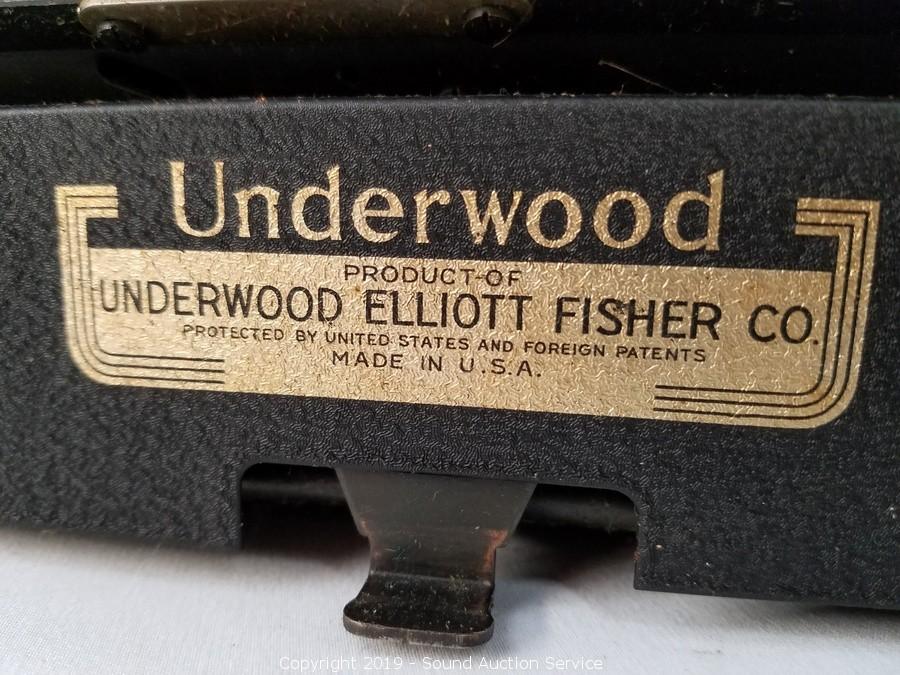 Underwood
PRODUCT-OF
UNDERWOOD ELLIOTT FISHER CO.
PROTECTED BY UNITED STATES AND FOREIGN PATENTS
MADE IN U.S.A.
Copyright 2019 - Sound Auction Service